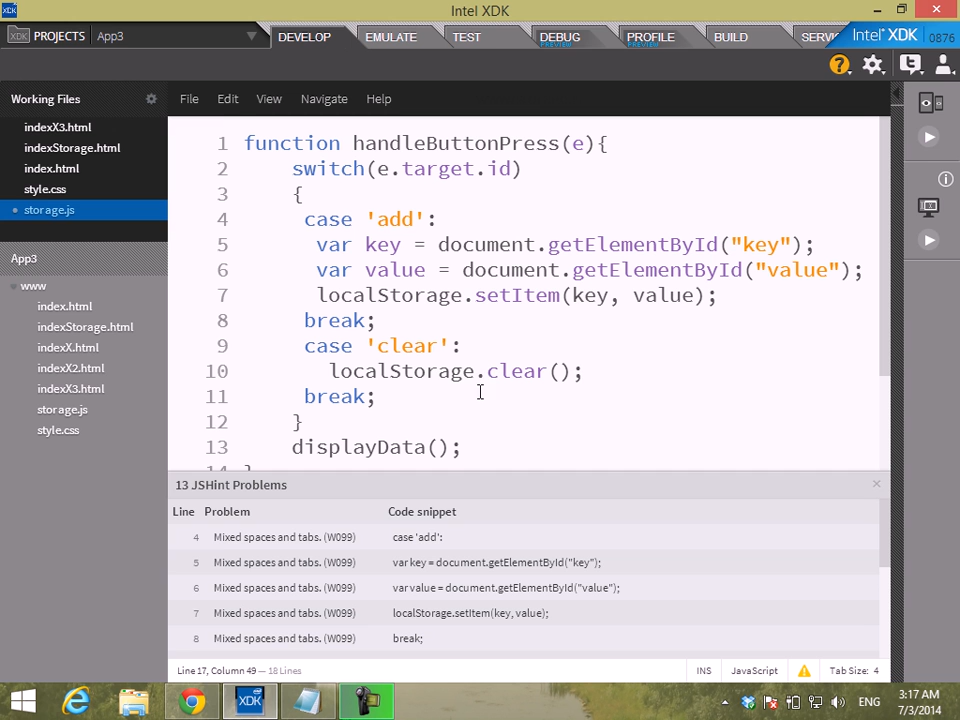 XDK
Intel XDK
PROJECTS App3
DEVELOP EMULATE TEST DEBUG PREVIEW PROFILE PREVIEW BUILD
Intel XDK 0876
Working Files
File Edit View Navigate Help
indexX3.html
indexStorage.html
index.html
style.css
storage.js
App3
www
index.html
indexStorage.html
indexX.html
indexX2.html
indexX3.html
storage.js
style.css
1 function handleButtonPress(e){
2 switch(e.target.id)
3 {
4 case 'add':
5 var key = document.getElementById("key");
6 var value = document.getElementById("value");
7 localStorage.setItem(key, value);
8 break;
9 case 'clear':
10 localStorage.clear();
11 break;
12 }
13 displayData();
14 }
13 JSHint Problems
Line Problem Code snippet
4 Mixed spaces and tabs. (W099) case 'add':
5 Mixed spaces and tabs. (W099) var key = document.getElementById("key");
6 Mixed spaces and tabs. (W099) var value = document.getElementById("value");
7 Mixed spaces and tabs. (W099) localStorage.setItem(key, value);
8 Mixed spaces and tabs. (W099) break;
Line 17, Column 49 — 18 Lines
INS JavaScript Tab Size: 4
XDK
ENG
3:17 AM
7/3/2014